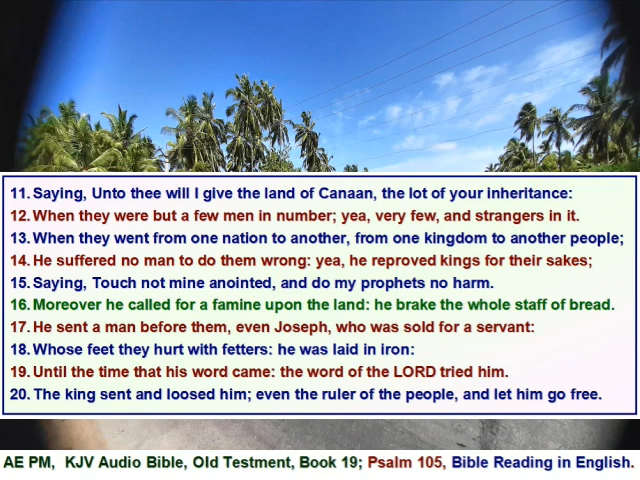 11. Saying, Unto thee will I give the land of Canaan, the lot of your inheritance:
12. When they were but a few men in number; yea, very few, and strangers in it.
13. When they went from one nation to another, from one kingdom to another people;
14. He suffered no man to do them wrong: yea, he reproved kings for their sakes;
15. Saying, Touch not mine anointed, and do my prophets no harm.
16. Moreover he called for a famine upon the land: he brake the whole staff of bread.
17. He sent a man before them, even Joseph, who was sold for a servant:
18. Whose feet they hurt with fetters: he was laid in iron:
19. Until the time that his word came: the word of the LORD tried him.
20. The king sent and loosed him; even the ruler of the people, and let him go free.
AE PM, KJV Audio Bible, Old Testment, Book 19; Psalm 105, Bible Reading in English.